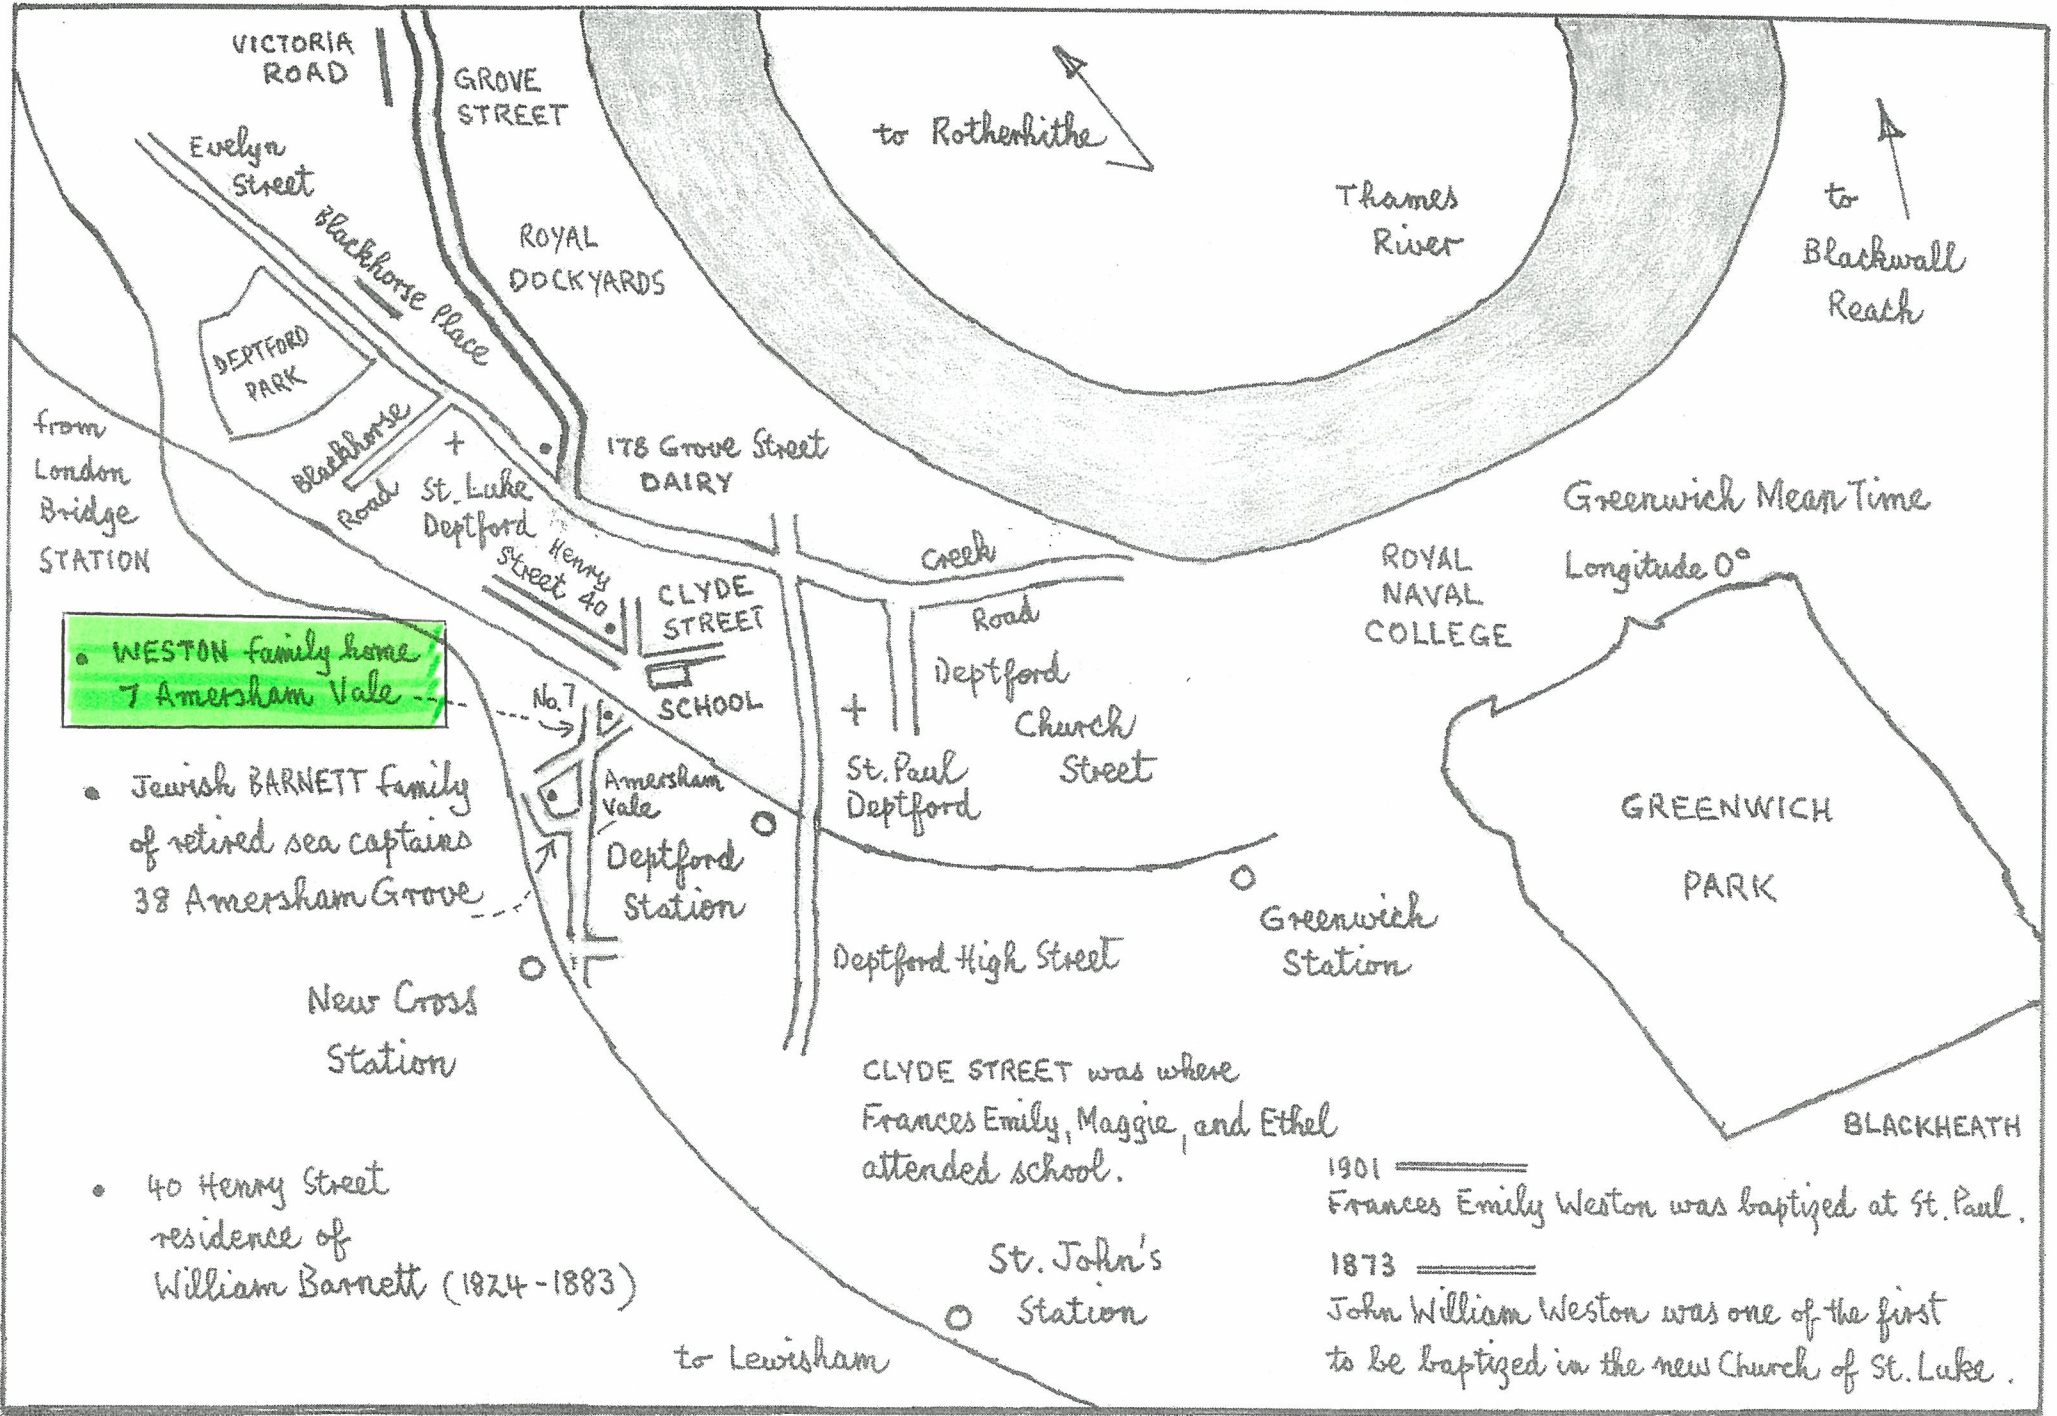 VICTORIA
ROAD
GROVE
STREET
to Rotherhithe
Thames
River
to
Blackwall
Reach
Evelyn
Street
Blackhorse Place
ROYAL
DOCKYARDS
DEPTFORD
PARK
Blackhorse
Road
from
London
Bridge
STATION
+
St. Luke
Deptford
178 Grove Street
DAIRY
Henry
Street 40
CLYDE
STREET
SCHOOL
Creek
Road
Deptford
Church
Street
+
St. Paul
Deptford
Greenwich Mean Time
Longitude 0°
ROYAL
NAVAL
COLLEGE
GREENWICH
PARK
• WESTON family home
7 Amersham Vale
No. 7
• Jewish BARNETT family
of retired sea captains
38 Amersham Grove
Amersham
Vale
Deptford
Station
Deptford High Street
Greenwich
Station
New Cross
Station
CLYDE STREET was where
Frances Emily, Maggie, and Ethel
attended school.
BLACKHEATH
• 40 Henry Street
residence of
William Barnett (1824-1883)
St. John's
Station
to Lewisham
1901
Frances Emily Weston was baptized at St. Paul.
1873
John William Weston was one of the first
to be baptized in the new Church of St. Luke.